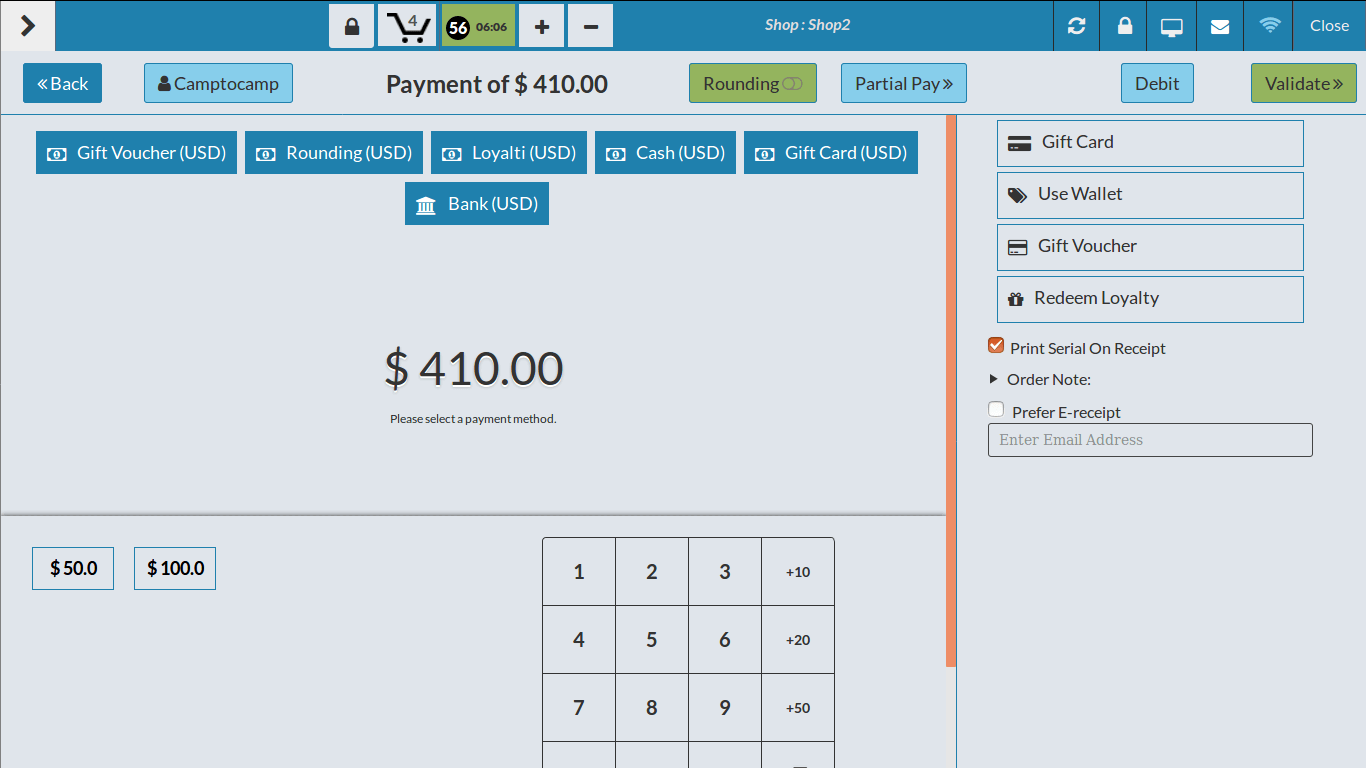 4
56 06:06
Shop : Shop2
Close
Back
Camptocamp
Payment of $ 410.00
Rounding
Partial Pay
Debit
Validate
Gift Voucher (USD)
Rounding (USD)
Loyalti (USD)
Cash (USD)
Gift Card (USD)
Bank (USD)
$ 410.00
Please select a payment method.
Gift Card
Use Wallet
Gift Voucher
Redeem Loyalty
Print Serial On Receipt
Order Note:
Prefer E-receipt
Enter Email Address
$ 50.0
$ 100.0
1 2 3 +10
4 5 6 +20
7 8 9 +50